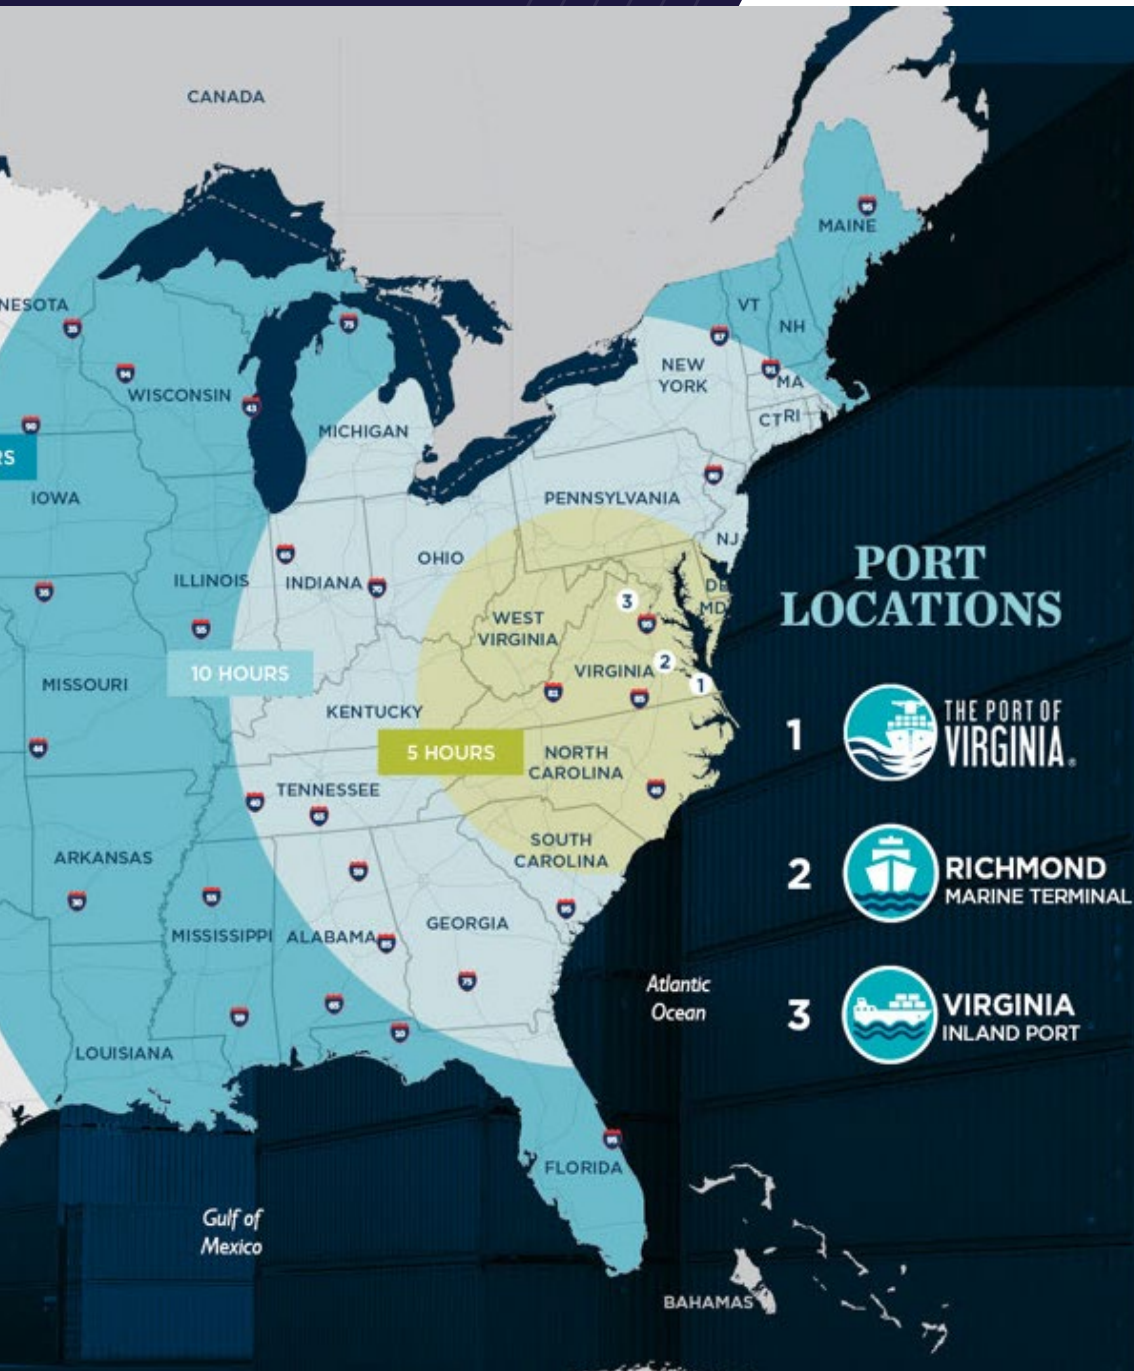 CANADA
MAINE
NESOTA
VT
NH
NEW
YORK
MA
CT
RI
WISCONSIN
MICHIGAN
RS
IOWA
PENNSYLVANIA
NJ
OHIO
ILLINOIS
INDIANA
DE
MD
WEST
VIRGINIA
3
VIRGINIA
2
1
10 HOURS
MISSOURI
KENTUCKY
5 HOURS
NORTH
CAROLINA
TENNESSEE
ARKANSAS
SOUTH
CAROLINA
MISSISSIPPI
ALABAMA
GEORGIA
LOUISIANA
Atlantic
Ocean
FLORIDA
Gulf of
Mexico
BAHAMAS
PORT
LOCATIONS
1
THE PORT OF
VIRGINIA®
2
RICHMOND
MARINE TERMINAL
3
VIRGINIA
INLAND PORT